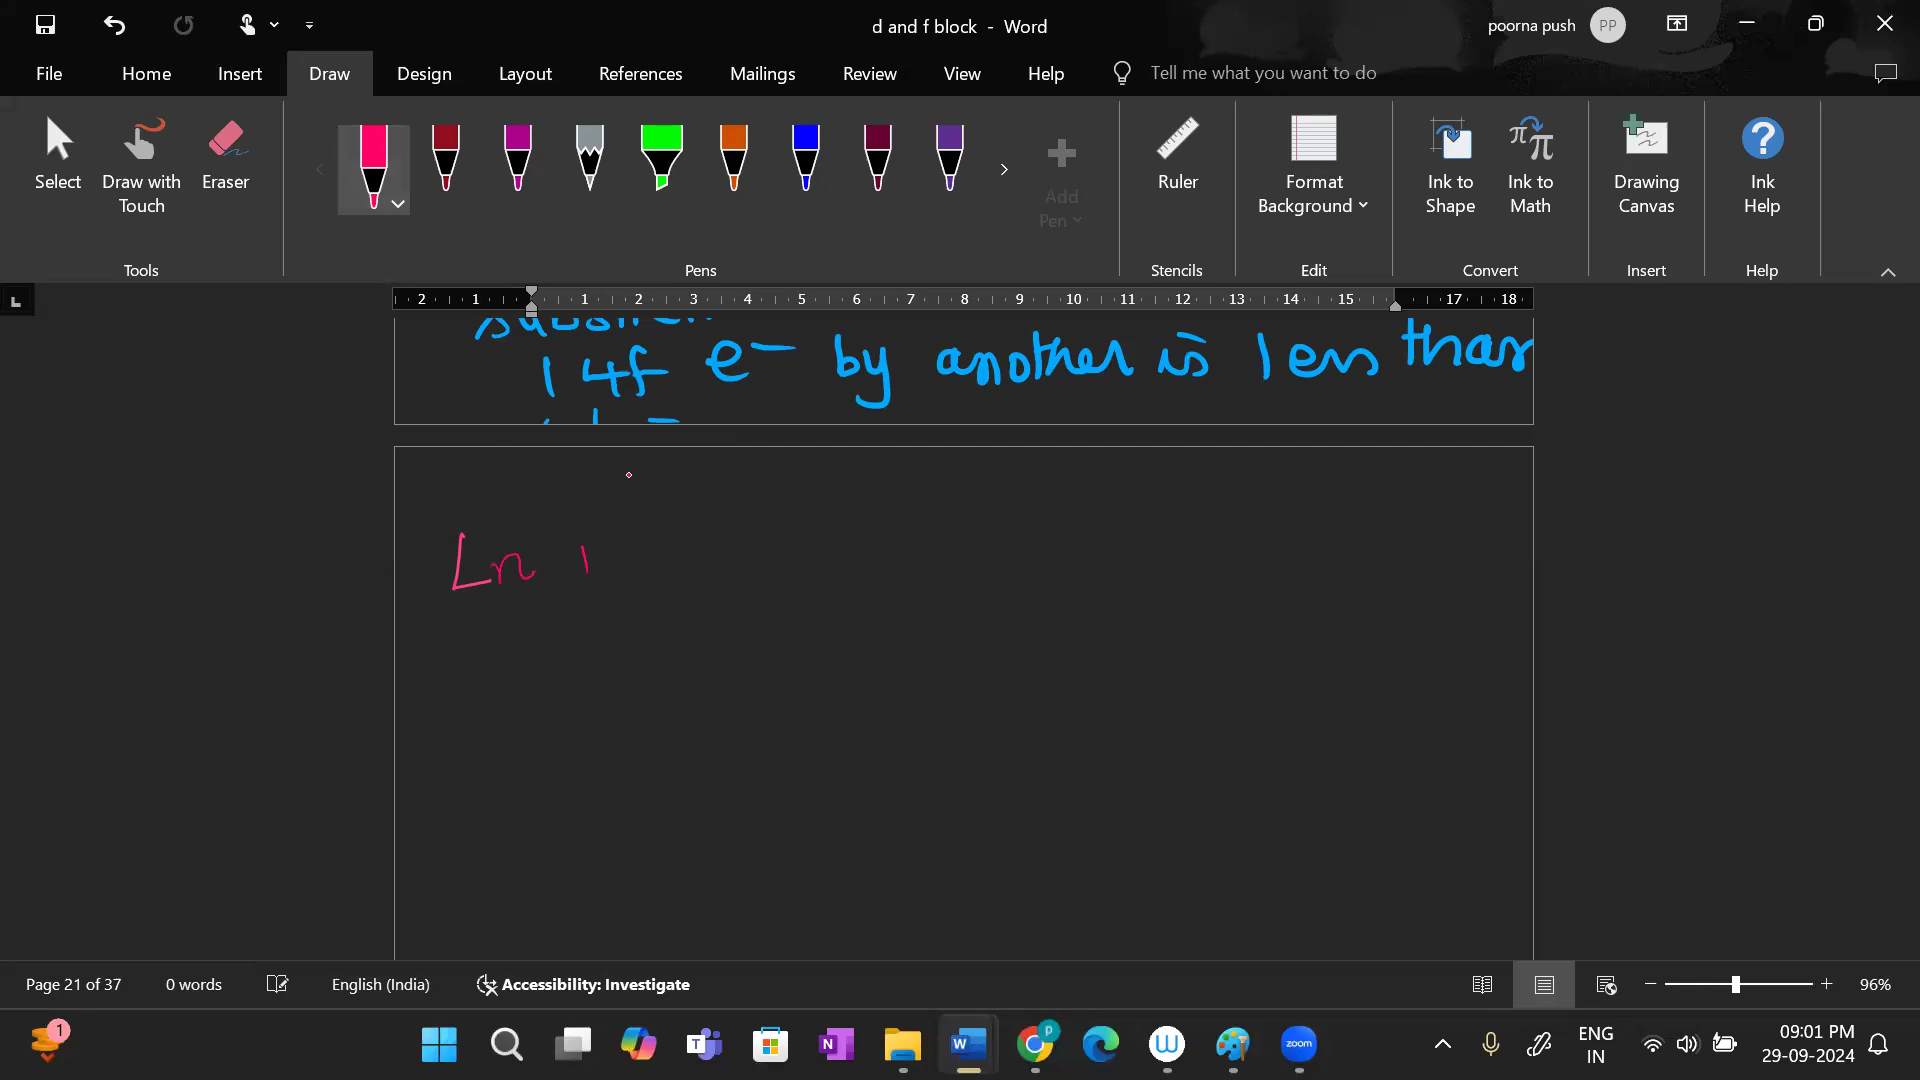 d and f block - Word
poorna push PP
File Home Insert Draw Design Layout References Mailings Review View Help Tell me what you want to do
Select
Draw with Touch
Eraser
Add Pen
Ruler
Format Background
Ink to Shape
Ink to Math
Drawing Canvas
Ink Help
Tools Pens Stencils Edit Convert Insert Help
2 1 1 2 3 4 5 6 7 8 9 10 11 12 13 14 15 17 18
1 4f e- by another is less than
Ln
Page 21 of 37 0 words English (India) Accessibility: Investigate 96%
1
zoom
ENG
IN
09:01 PM
29-09-2024